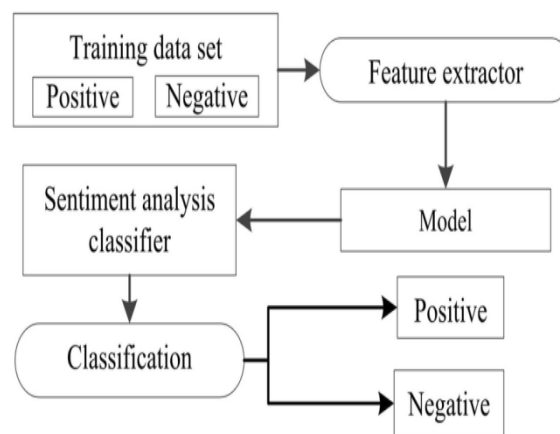 Training data set
Positive Negative
Feature extractor
Model
Sentiment analysis
classifier
Classification
Positive
Negative